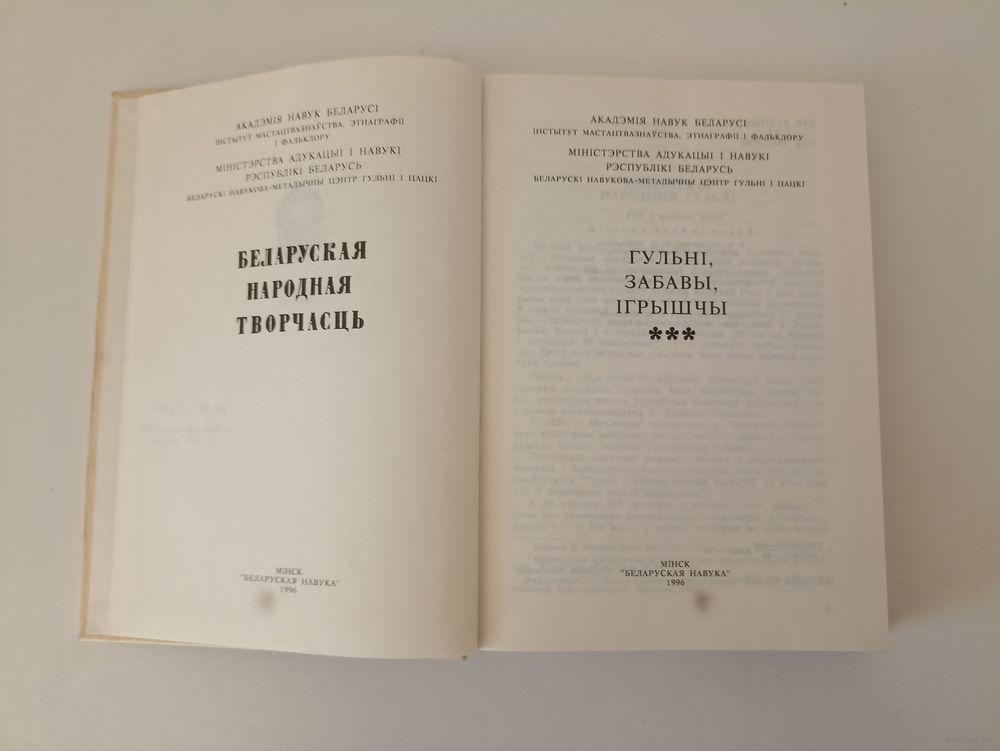 АКАДЭМІЯ НАВУК БЕЛАРУСІ
ІНСТЫТУТ МАСТАЦТВАЗНАЎСТВА, ЭТНАГРАФІІ
І ФАЛЬКЛОРУ
МІНІСТЭРСТВА АДУКАЦЫІ І НАВУКІ
РЭСПУБЛІКІ БЕЛАРУСЬ
БЕЛАРУСКІ НАВУКОВА-МЕТАДЫЧНЫ ЦЭНТР ГУЛЬНІ І ЦАЦКІ
БЕЛАРУСКАЯ
НАРОДНАЯ
ТВОРЧАСЦЬ
МІНСК
"БЕЛАРУСКАЯ НАВУКА"
1996
АКАДЭМІЯ НАВУК БЕЛАРУСІ
ІНСТЫТУТ МАСТАЦТВАЗНАЎСТВА, ЭТНАГРАФІІ І ФАЛЬКЛОРУ
МІНІСТЭРСТВА АДУКАЦЫІ І НАВУКІ
РЭСПУБЛІКІ БЕЛАРУСЬ
БЕЛАРУСКІ НАВУКОВА-МЕТАДЫЧНЫ ЦЭНТР ГУЛЬНІ І ЦАЦКІ
ГУЛЬНІ,
ЗАБАВЫ,
ІГРЫШЧЫ
***
МІНСК
"БЕЛАРУСКАЯ НАВУКА"
1996